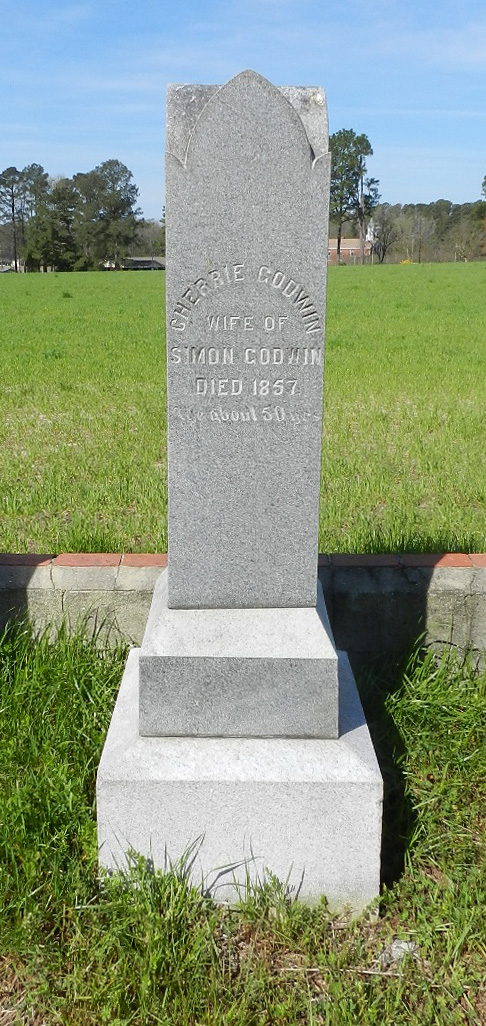 CHERRIE GODWIN
WIFE OF
SIMON GODWIN
DIED 1857
Age about 50 yrs